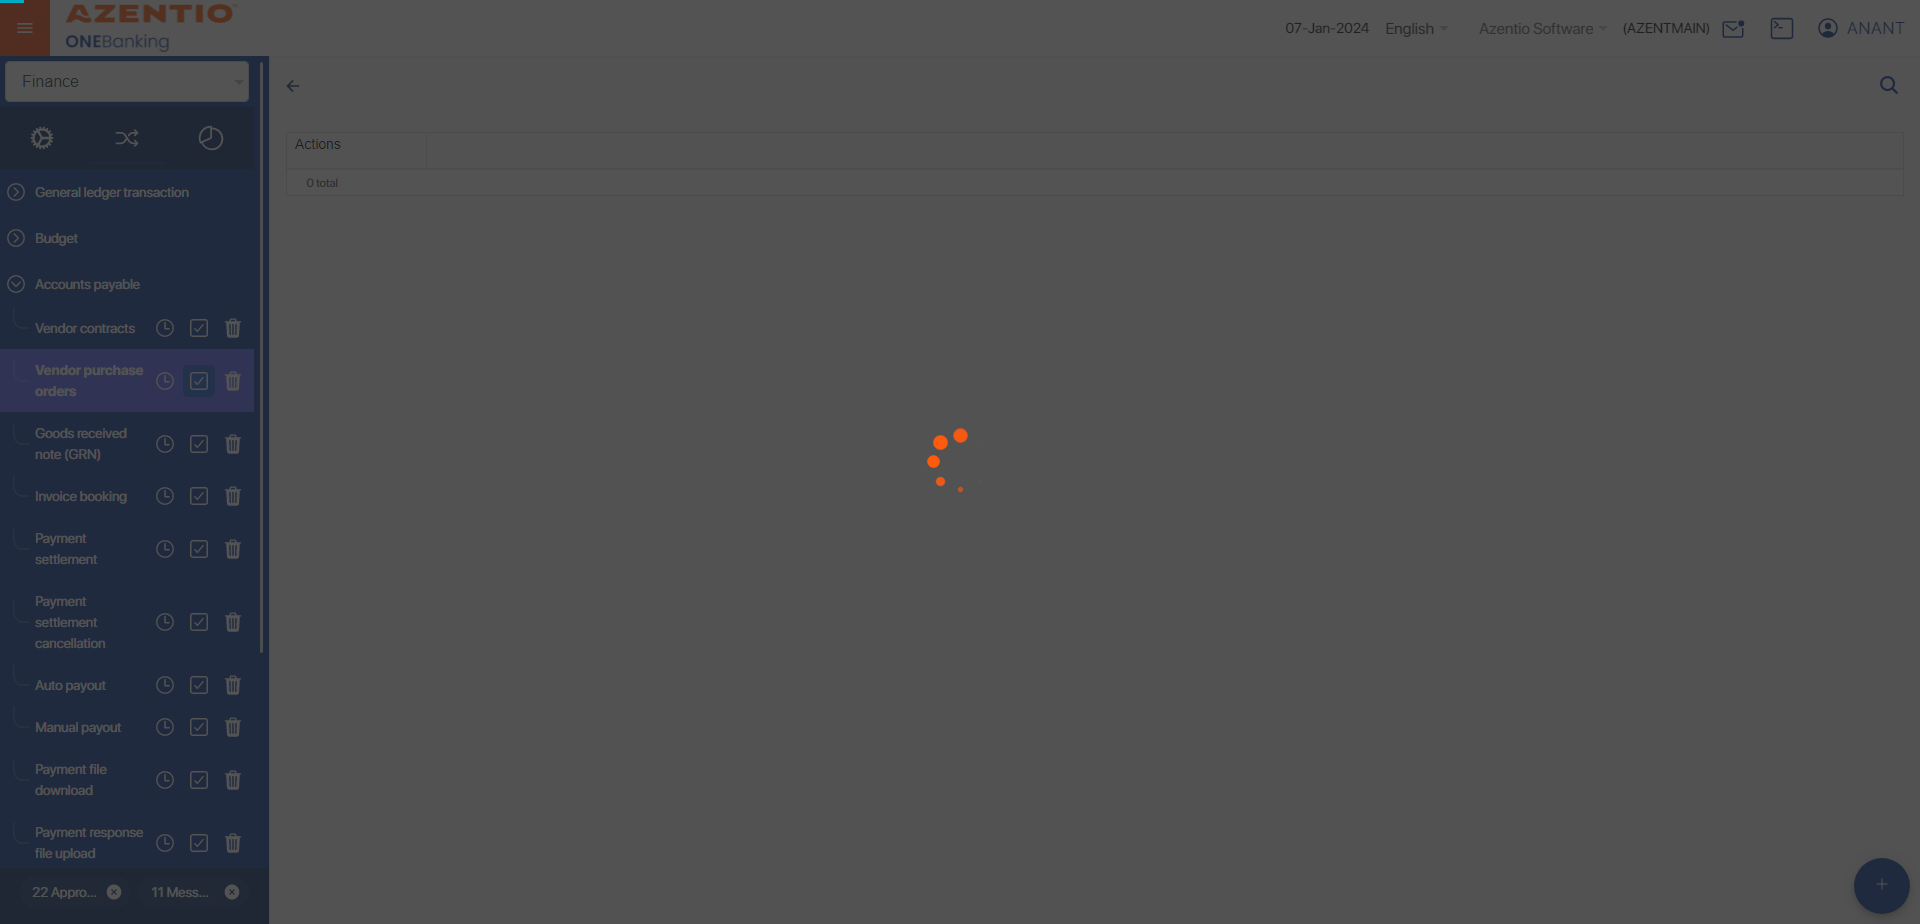 AZENTIO
ONEBanking
07-Jan-2024
English
Azentio Software
(AZENTMAIN)
ANANT
Finance
Actions
0 total
General ledger transaction
Budget
Accounts payable
Vendor contracts
Vendor purchase
orders
Goods received
note (GRN)
Invoice booking
Payment
settlement
Payment
settlement
cancellation
Auto payout
Manual payout
Payment file
download
Payment response
file upload
22 Appro...
11 Mess...